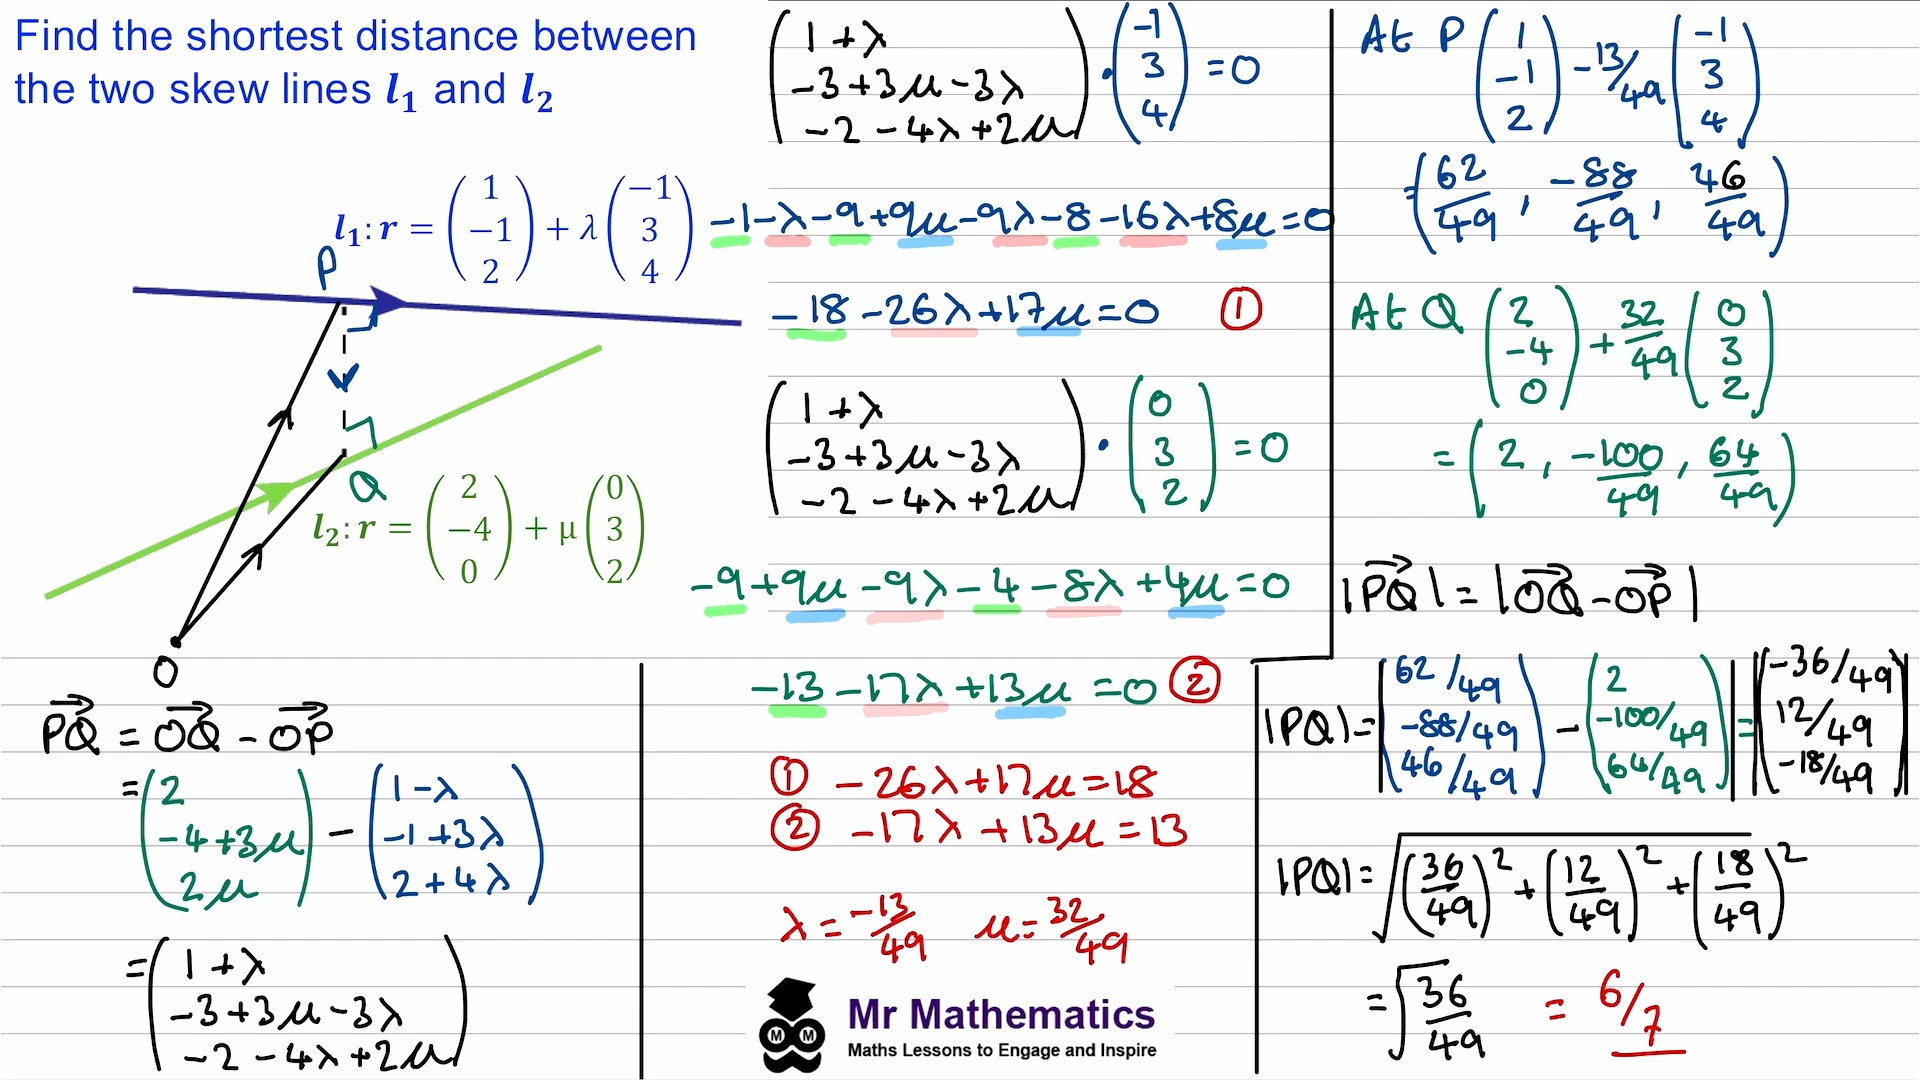 Find the shortest distance between
the two skew lines l₁ and l₂
l₁: r = (1, -1, 2) + λ(-1, 3, 4)
P
Q
l₂: r = (2, -4, 0) + μ(0, 3, 2)
O
PQ→ = OQ→ - OP→
= (2, -4+3μ, 2μ) - (1-λ, -1+3λ, 2+4λ)
= (1+λ, -3+3μ-3λ, -2-4λ+2μ)
(1+λ, -3+3μ-3λ, -2-4λ+2μ) · (-1, 3, 4) = 0
-1-λ-9+9μ-9λ-8-16λ+8μ=0
-18-26λ+17μ=0 ①
(1+λ, -3+3μ-3λ, -2-4λ+2μ) · (0, 3, 2) = 0
-9+9μ-9λ-4-8λ+4μ=0
-13-17λ+13μ=0 ②
① -26λ+17μ=18
② -17λ+13μ=13
λ=-13/49 μ=32/49
Mr Mathematics
Maths Lessons to Engage and Inspire
M M
At P (1, -1, 2) -13/49 (-1, 3, 4)
=(62/49, -88/49, 46/49)
At Q (2, -4, 0) + 32/49 (0, 3, 2)
= (2, -100/49, 64/49)
|PQ→| = |OQ→ - OP→|
|PQ| = |(62/49, -88/49, 46/49) - (2, -100/49, 64/49)| = |(-36/49, 12/49, -18/49)|
|PQ| = √((36/49)² + (12/49)² + (18/49)²)
= √(36/49) = 6/7